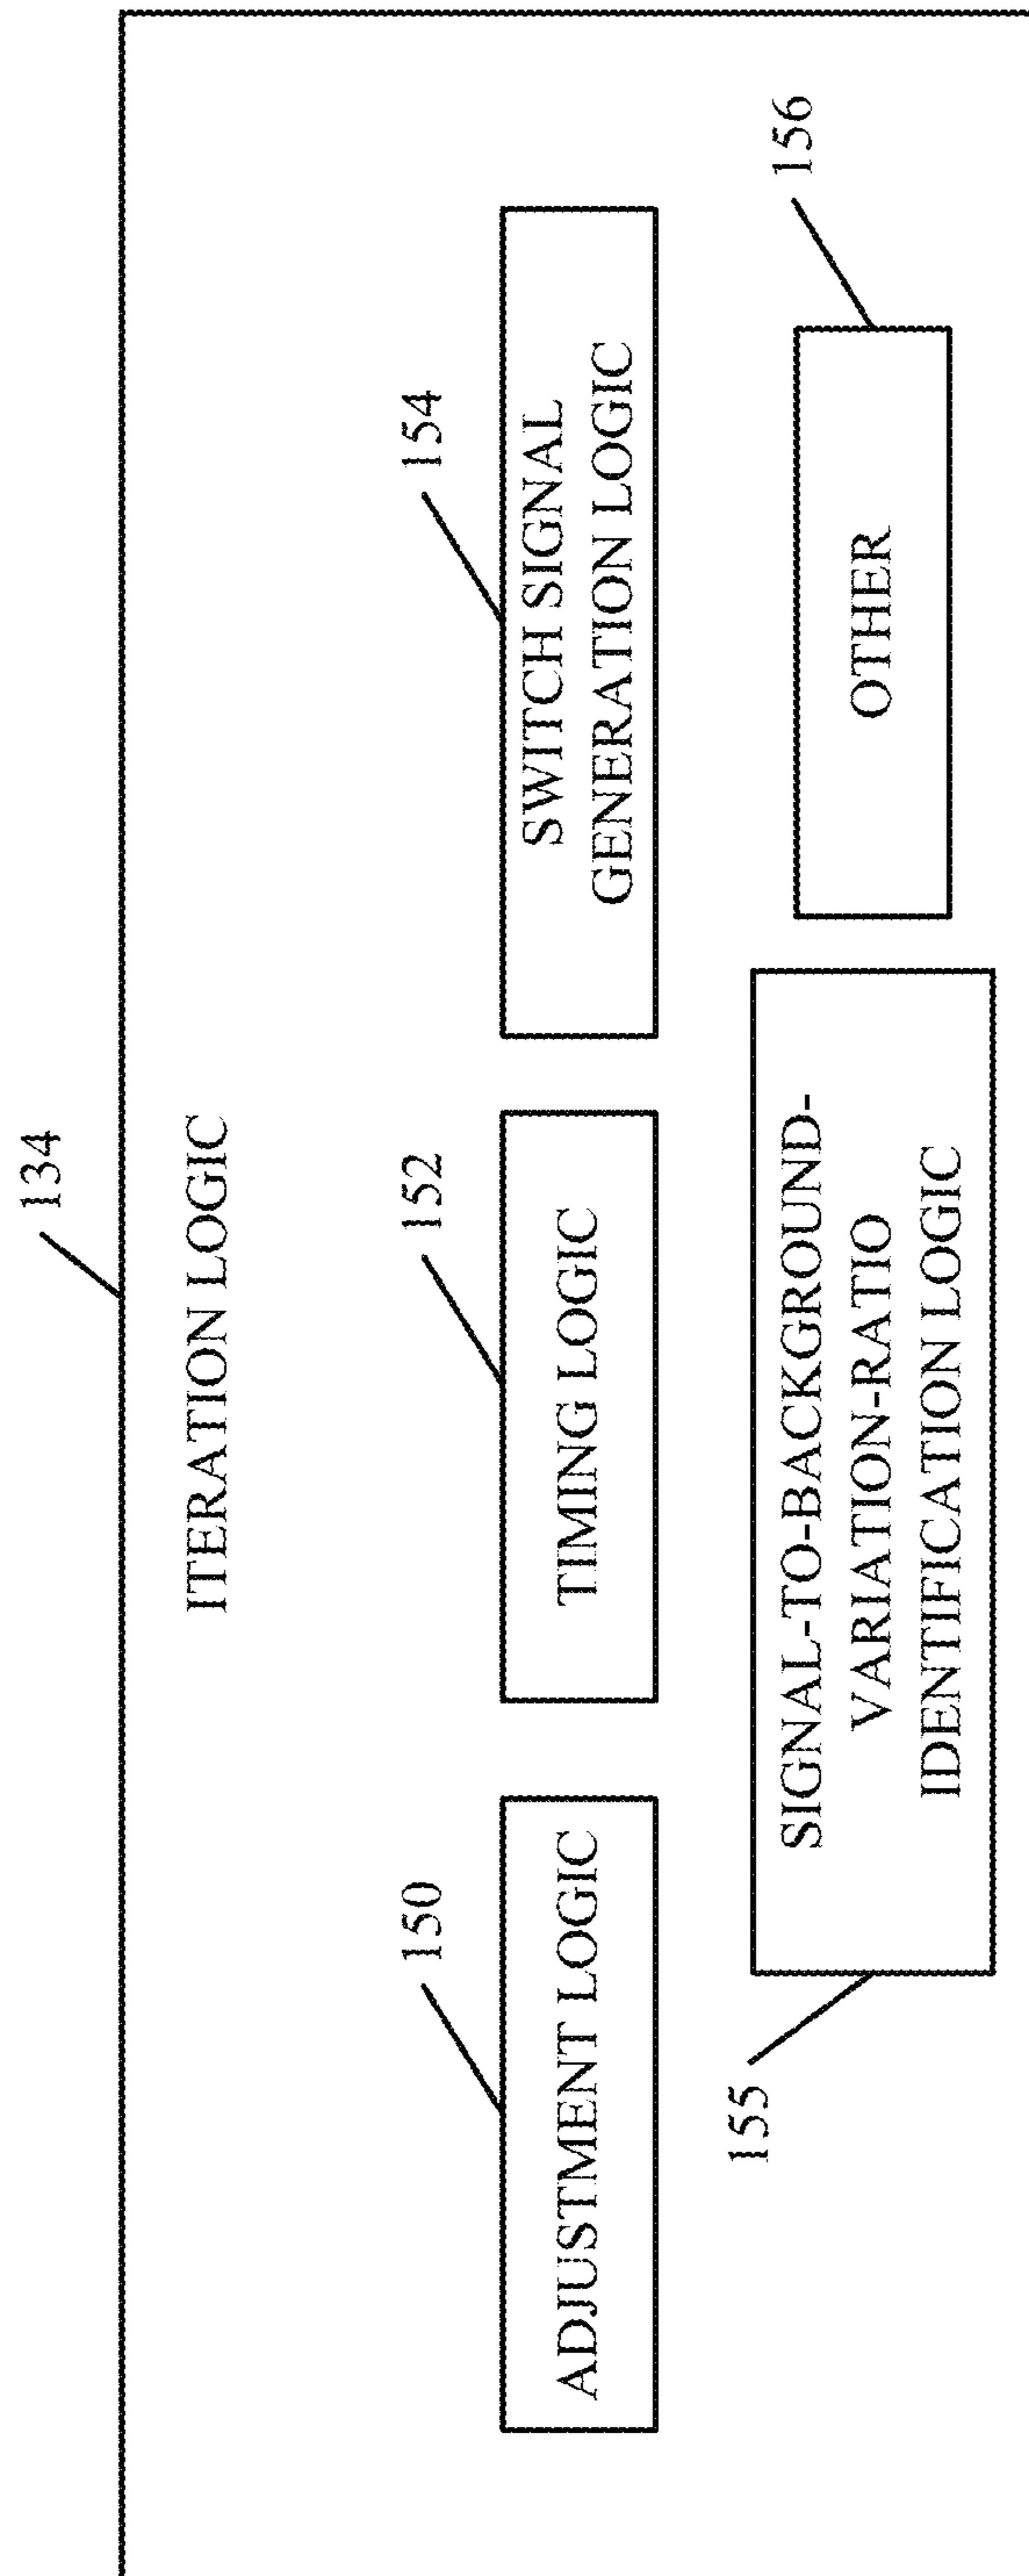 134
ITERATION LOGIC
150
152
154
ADJUSTMENT LOGIC
TIMING LOGIC
SWITCH SIGNAL
GENERATION LOGIC
155
SIGNAL-TO-BACKGROUND-
VARIATION-RATIO
IDENTIFICATION LOGIC
156
OTHER